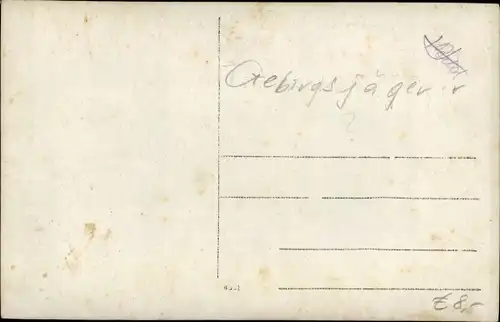 Gebirgsjäger
?
€ 8,-